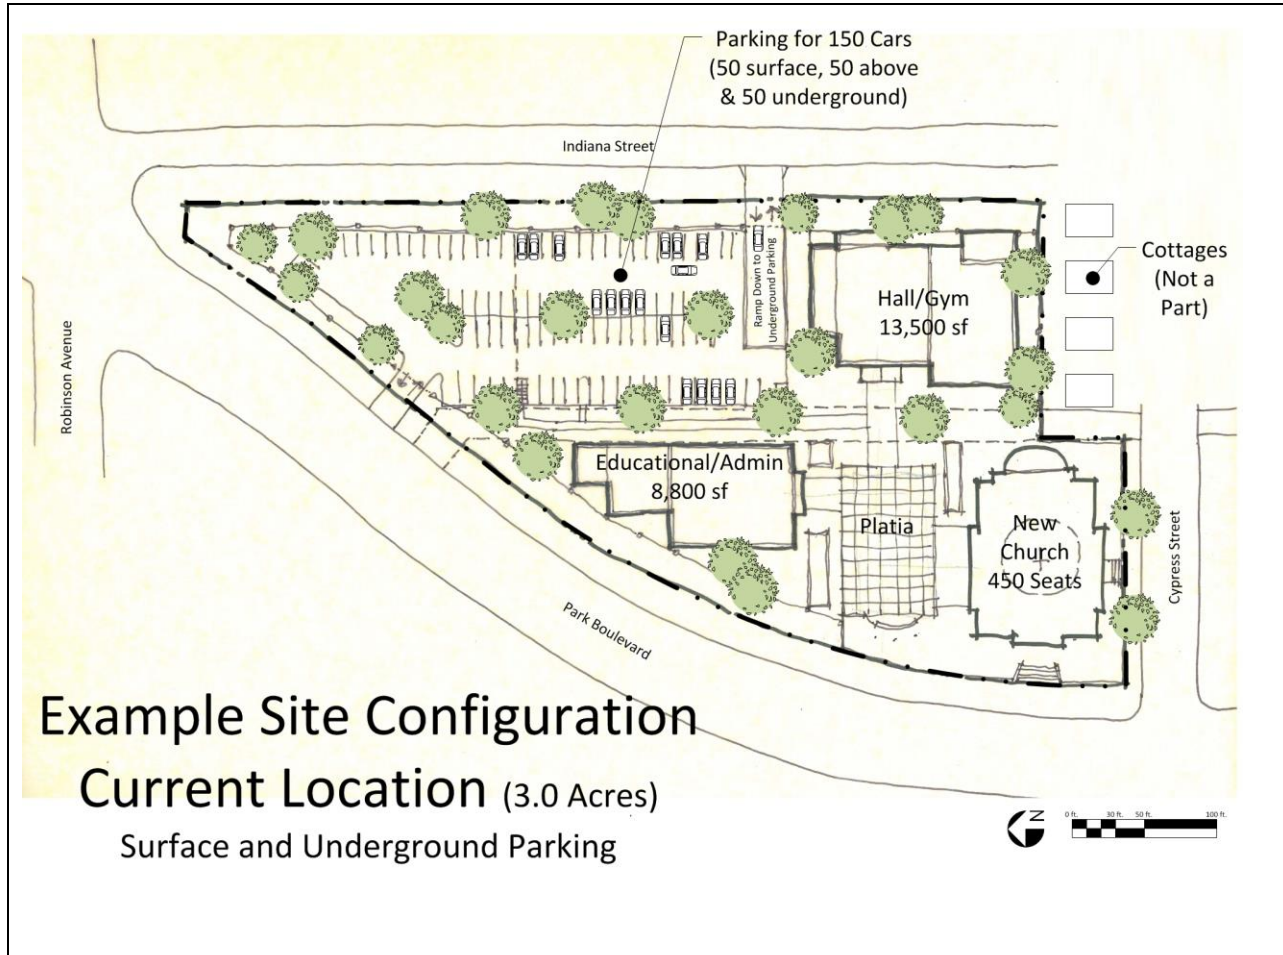 Parking for 150 Cars
(50 surface, 50 above
& 50 underground)
Indiana Street
Ramp Down to
Underground Parking
Hall/Gym
13,500 sf
Cottages
(Not a
Part)
Robinson Avenue
Educational/Admin
8,800 sf
Platia
New
Church
450 Seats
Cypress Street
Park Boulevard
Example Site Configuration
Current Location (3.0 Acres)
Surface and Underground Parking
N
0 ft. 30 ft. 50 ft. 100 ft.